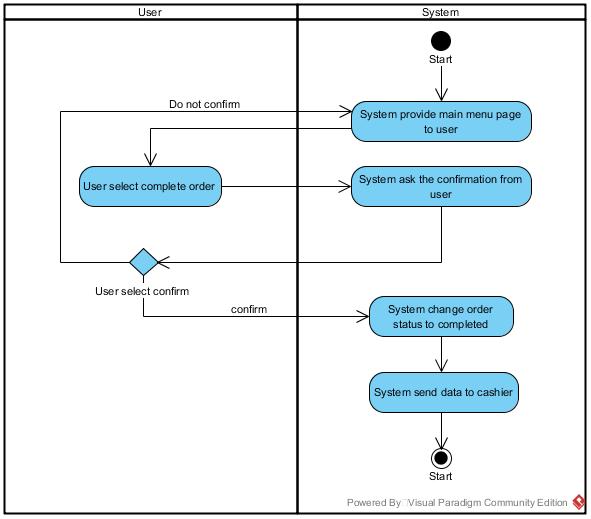 User
System
Start
Do not confirm
System provide main menu page
to user
User select complete order
System ask the confirmation from
user
User select confirm
confirm
System change order
status to completed
System send data to cashier
Start
Powered By Visual Paradigm Community Edition